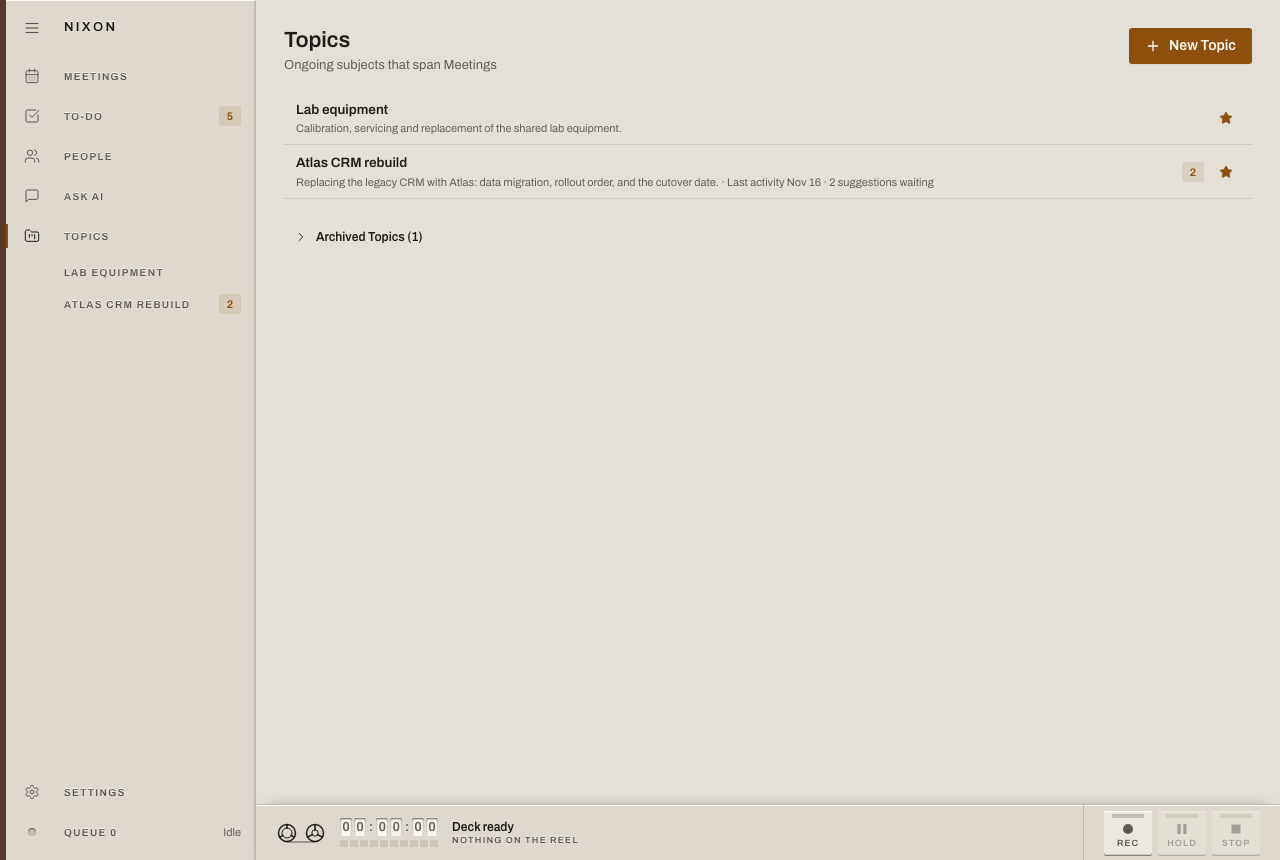 NIXON
MEETINGS
TO-DO 5
PEOPLE
ASK AI
TOPICS
LAB EQUIPMENT
ATLAS CRM REBUILD 2
SETTINGS
QUEUE 0 Idle
Topics
Ongoing subjects that span Meetings
New Topic
Lab equipment
Calibration, servicing and replacement of the shared lab equipment.
Atlas CRM rebuild
Replacing the legacy CRM with Atlas: data migration, rollout order, and the cutover date. · Last activity Nov 16 · 2 suggestions waiting
2
Archived Topics (1)
00:00:00
Deck ready
NOTHING ON THE REEL
REC
HOLD
STOP